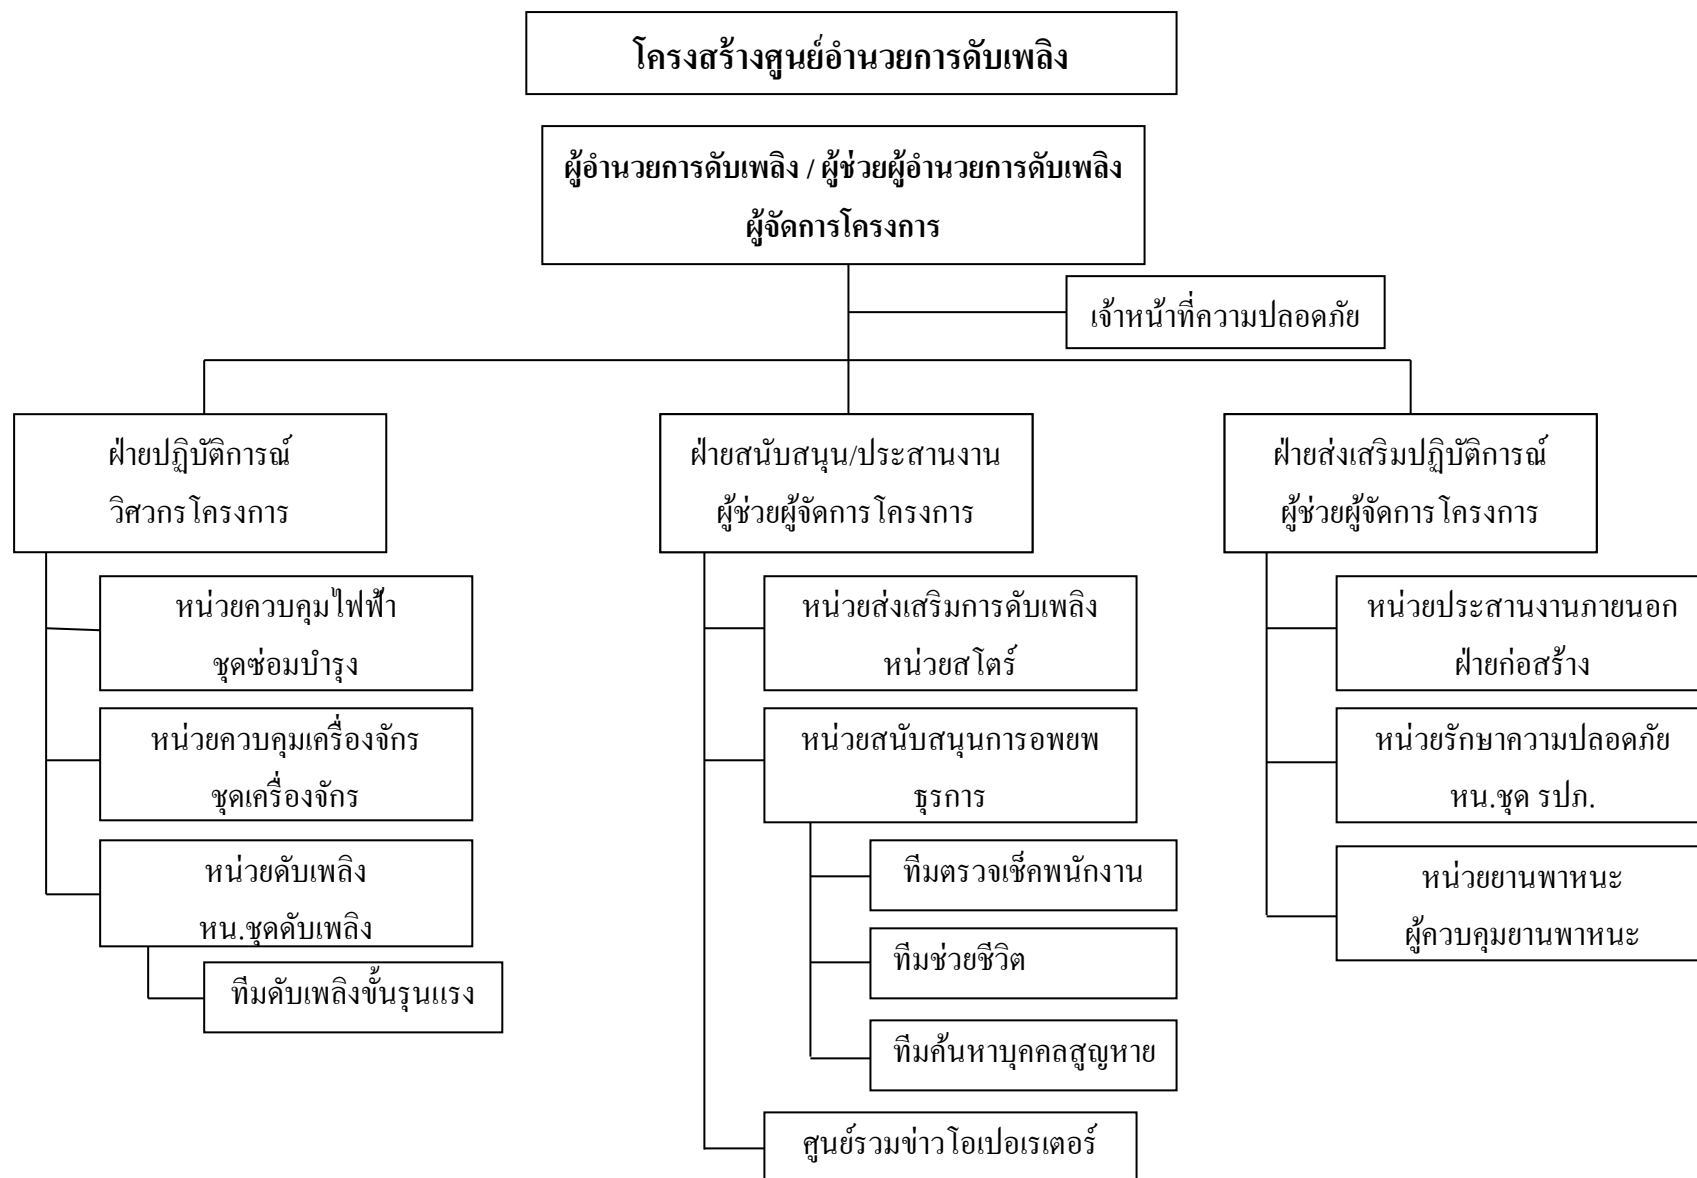 โครงสร้างศูนย์อำนวยการดับเพลิง
ผู้อำนวยการดับเพลิง / ผู้ช่วยผู้อำนวยการดับเพลิง
ผู้จัดการโครงการ
เจ้าหน้าที่ความปลอดภัย
ฝ่ายปฏิบัติการณ์
วิศวกรโครงการ
หน่วยควบคุมไฟฟ้า
ชุดซ่อมบำรุง
หน่วยควบคุมเครื่องจักร
ชุดเครื่องจักร
หน่วยดับเพลิง
หน.ชุดดับเพลิง
ทีมดับเพลิงขั้นรุนแรง
ฝ่ายสนับสนุน/ประสานงาน
ผู้ช่วยผู้จัดการโครงการ
หน่วยส่งเสริมการดับเพลิง
หน่วยสโตร์
หน่วยสนับสนุนการอพยพ
ธุรการ
ทีมตรวจเช็คพนักงาน
ทีมช่วยชีวิต
ทีมค้นหาบุคคลสูญหาย
ศูนย์รวมข่าวโอเปอเรเตอร์
ฝ่ายส่งเสริมปฏิบัติการณ์
ผู้ช่วยผู้จัดการโครงการ
หน่วยประสานงานภายนอก
ฝ่ายก่อสร้าง
หน่วยรักษาความปลอดภัย
หน.ชุด รปภ.
หน่วยยานพาหนะ
ผู้ควบคุมยานพาหนะ